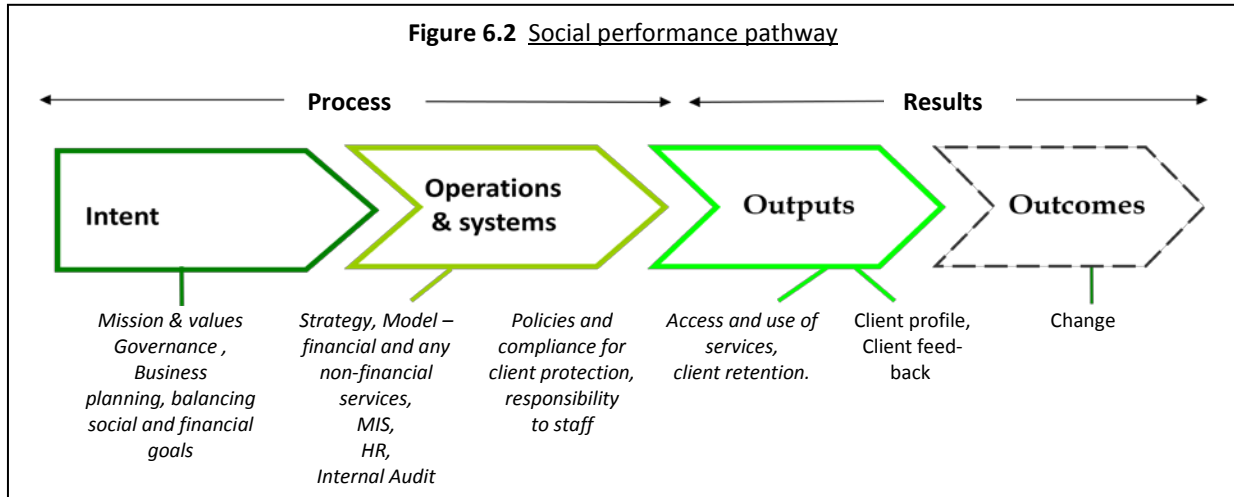 Figure 6.2 Social performance pathway
Process
Results
Intent
Operations
& systems
Outputs
Outcomes
Mission & values
Governance ,
Business
planning, balancing
social and financial
goals
Strategy, Model –
financial and any
non-financial
services,
MIS,
HR,
Internal Audit
Policies and
compliance for
client protection,
responsibility
to staff
Access and use of
services,
client retention.
Client profile,
Client feed-
back
Change